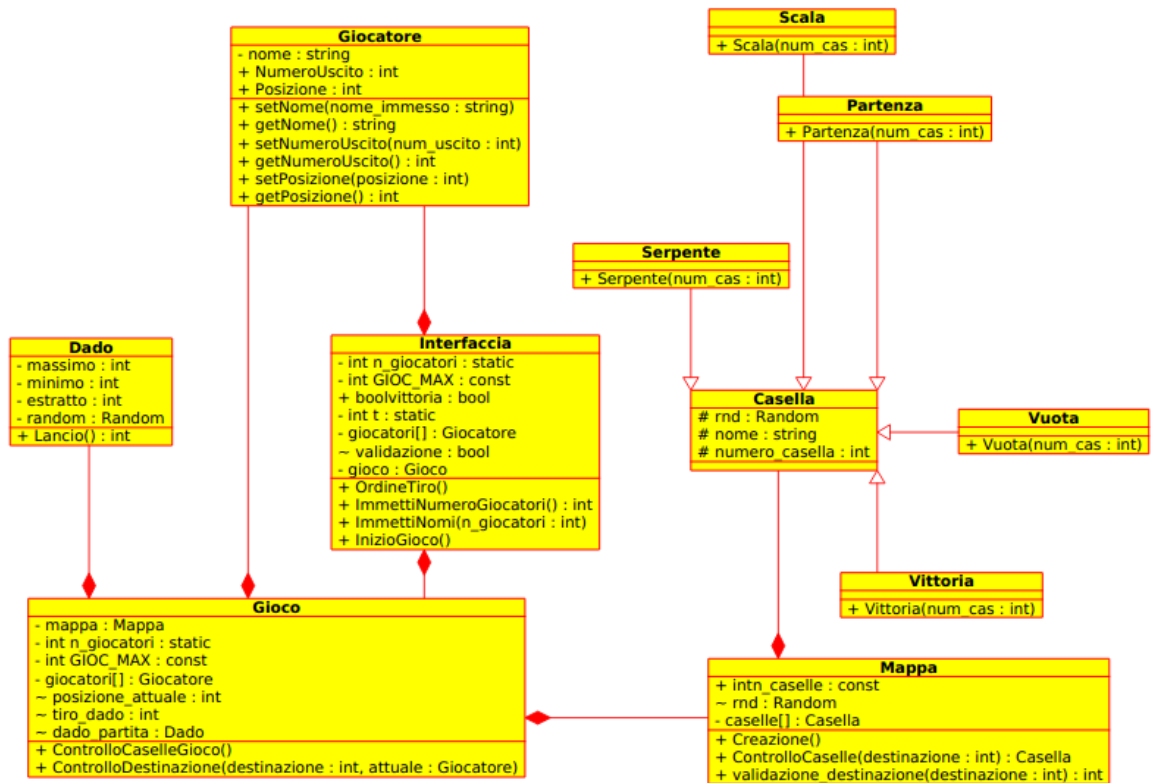 Scala
+ Scala(num_cas : int)
Giocatore
- nome : string
+ NumeroUscito : int
+ Posizione : int
+ setNome(nome_immesso : string)
+ getNome() : string
+ setNumeroUscito(num_uscito : int)
+ getNumeroUscito() : int
+ setPosizione(posizione : int)
+ getPosizione() : int
Partenza
+ Partenza(num_cas : int)
Serpente
+ Serpente(num_cas : int)
Dado
- massimo : int
- minimo : int
- estratto : int
- random : Random
+ Lancio() : int
Interfaccia
- int n_giocatori : static
- int GIOC_MAX : const
+ boolvittoria : bool
- int t : static
- giocatori[] : Giocatore
~ validazione : bool
- gioco : Gioco
+ OrdineTiro()
+ ImmettiNumeroGiocatori() : int
+ ImmettiNomi(n_giocatori : int)
+ InizioGioco()
Casella
# rnd : Random
# nome : string
# numero_casella : int
Vuota
+ Vuota(num_cas : int)
Vittoria
+ Vittoria(num_cas : int)
Gioco
- mappa : Mappa
- int n_giocatori : static
- int GIOC_MAX : const
- giocatori[] : Giocatore
~ posizione_attuale : int
~ tiro_dado : int
~ dado_partita : Dado
+ ControlloCaselleGioco()
+ ControlloDestinazione(destinazione : int, attuale : Giocatore)
Mappa
+ intn_caselle : const
~ rnd : Random
- caselle[] : Casella
+ Creazione()
+ ControlloCaselle(destinazione : int) : Casella
+ validazione_destinazione(destinazione : int) : int